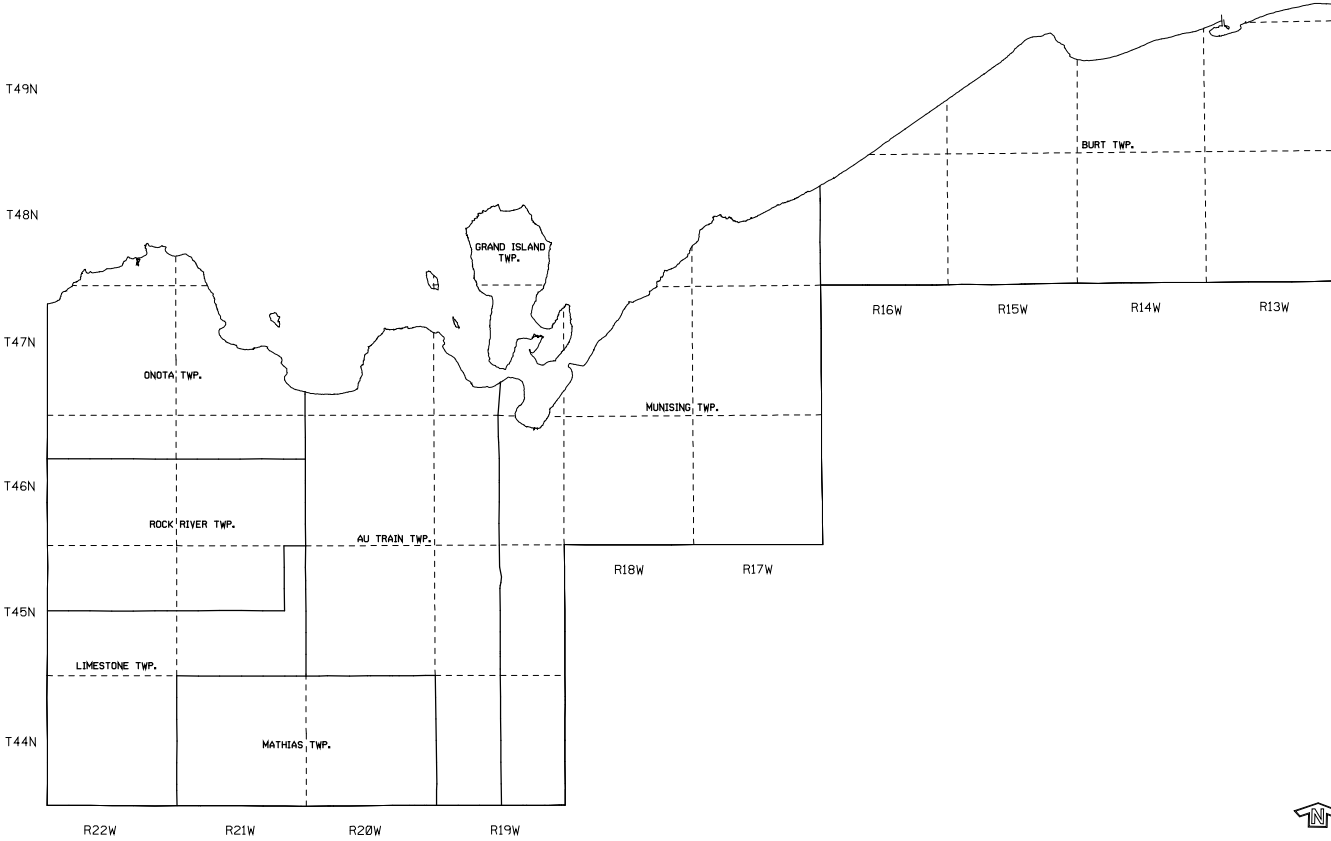 T49N
BURT TWP.
T48N
GRAND ISLAND
TWP.
R16W
R15W
R14W
R13W
T47N
ONOTA TWP.
MUNISING TWP.
T46N
ROCK RIVER TWP.
AU TRAIN TWP.
R18W
R17W
T45N
LIMESTONE TWP.
T44N
MATHIAS TWP.
N
R22W
R21W
R20W
R19W